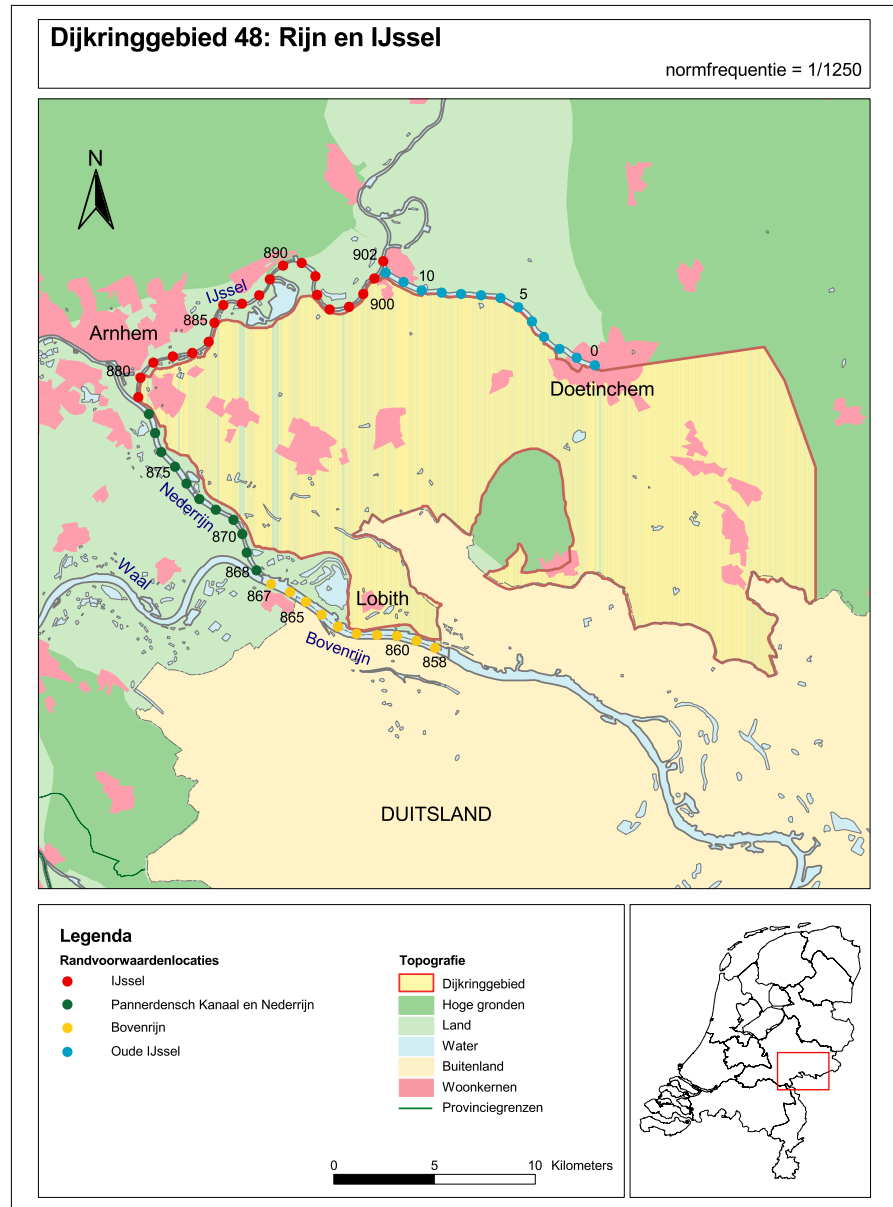 Dijkringgebied 48: Rijn en IJssel
normfrequentie = 1/1250
N
890
902
IJssel
10
900
5
885
Arnhem
880
0
Doetinchem
875
Nederrijn
870
Waal
868
867
Lobith
865
Bovenrijn
860
858
DUITSLAND
Legenda
Randvoorwaardenlocaties
IJssel
Pannerdensch Kanaal en Nederrijn
Bovenrijn
Oude IJssel
Topografie
Dijkringgebied
Hoge gronden
Land
Water
Buitenland
Woonkernen
Provinciegrenzen
0 5 10 Kilometers